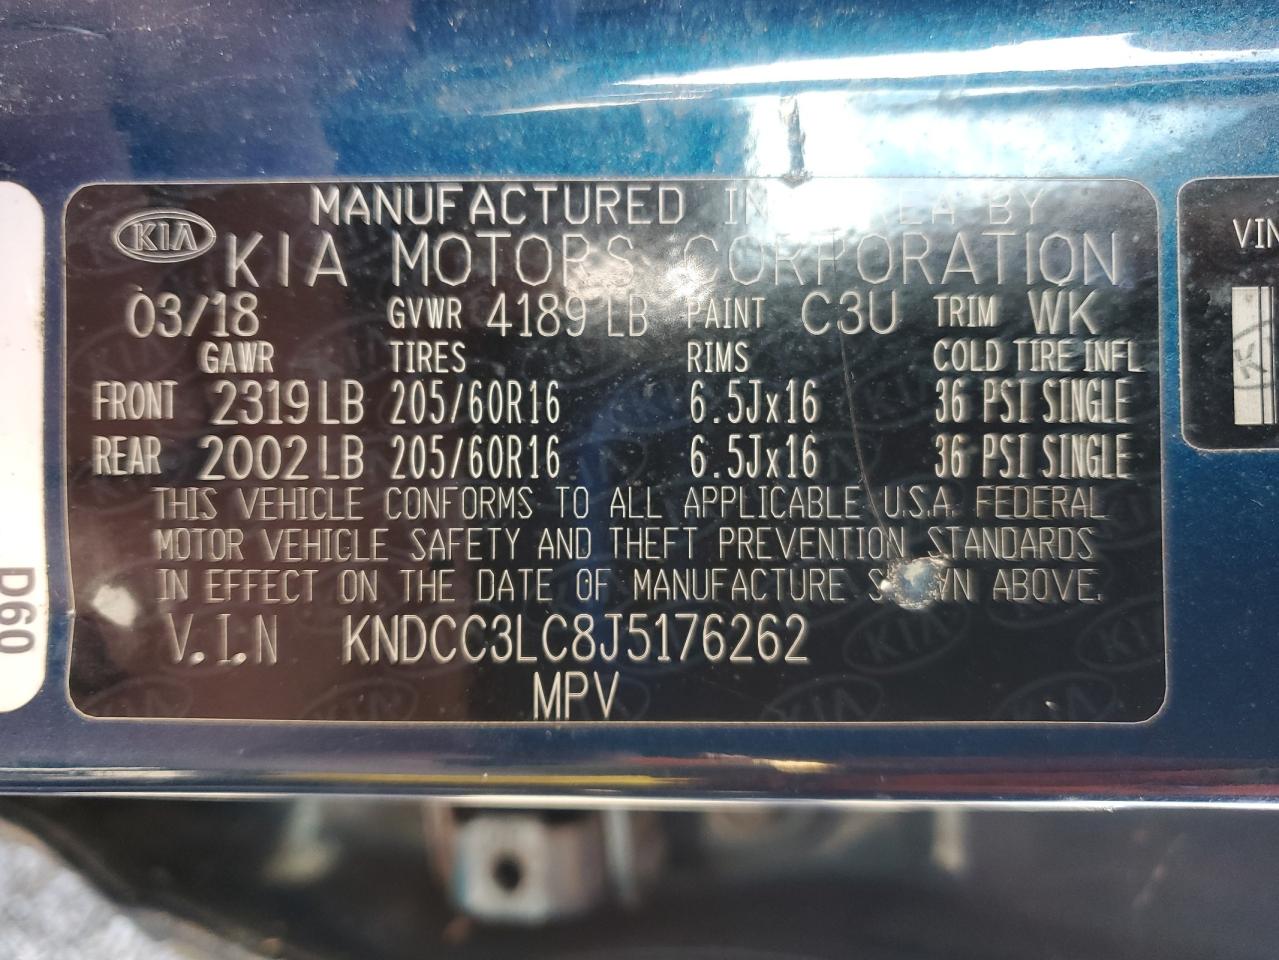 MANUFACTURED IN KOREA BY
KIA
KIA MOTORS CORPORATION
03/18 GVWR 4189 LB PAINT C3U TRIM WK
GAWR TIRES RIMS COLD TIRE INFL
FRONT 2319 LB 205/60R16 6.5Jx16 36 PSI SINGLE
REAR 2002 LB 205/60R16 6.5Jx16 36 PSI SINGLE
THIS VEHICLE CONFORMS TO ALL APPLICABLE U.S.A. FEDERAL
MOTOR VEHICLE SAFETY AND THEFT PREVENTION STANDARDS
IN EFFECT ON THE DATE OF MANUFACTURE SHOWN ABOVE.
V.I.N KNDCC3LC8J5176262
MPV
D60
VIN